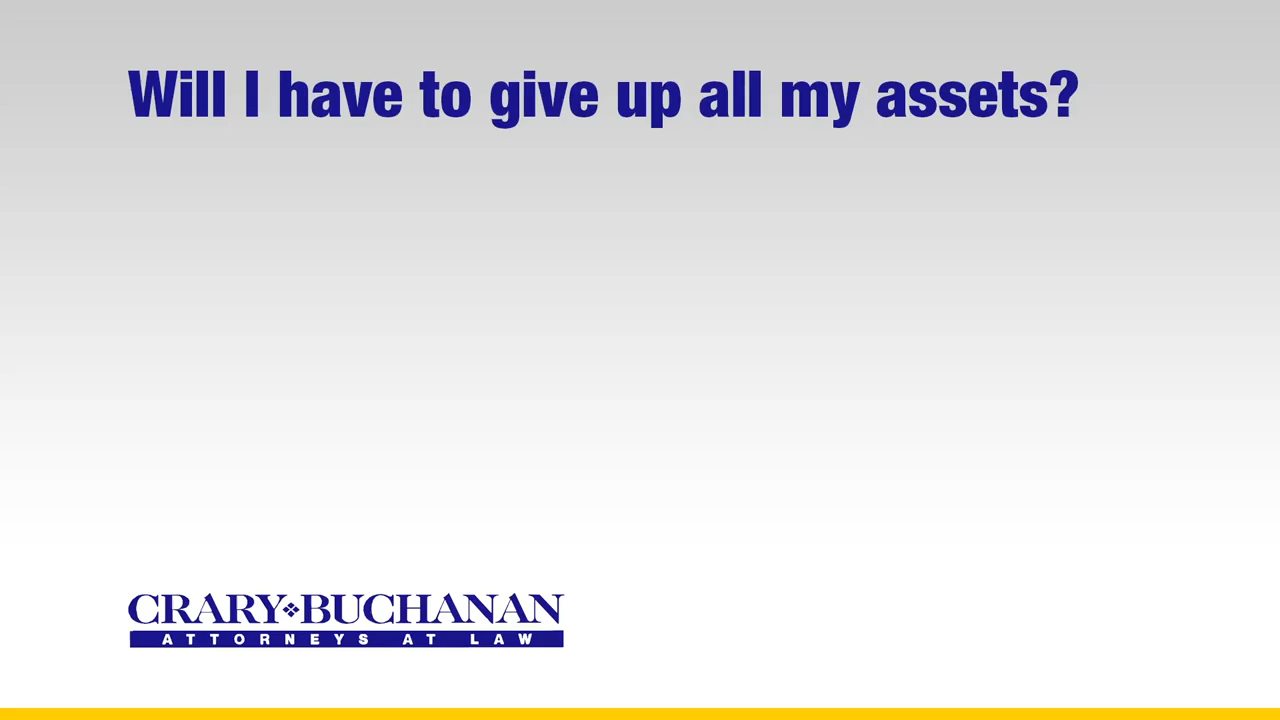 Will I have to give up all my assets?
CRARY BUCHANAN
ATTORNEYS AT LAW